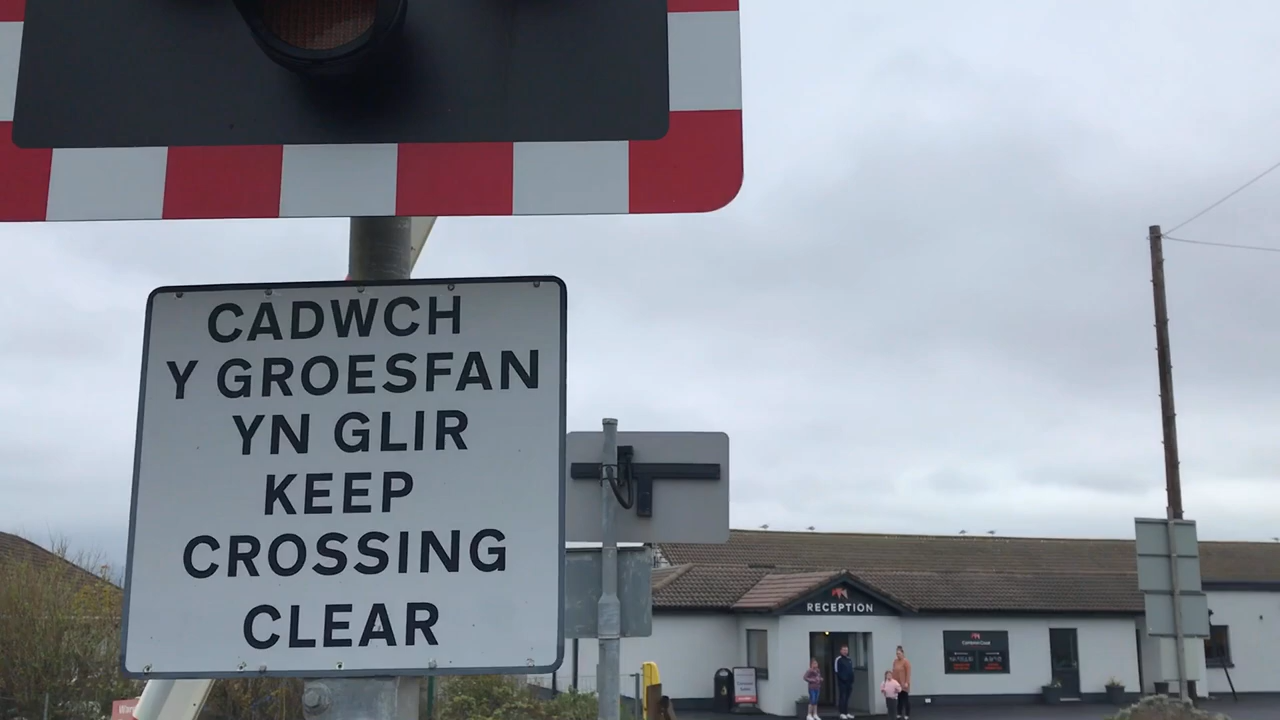 CADWCH
Y GROESFAN
YN GLIR
KEEP
CROSSING
CLEAR
RECEPTION